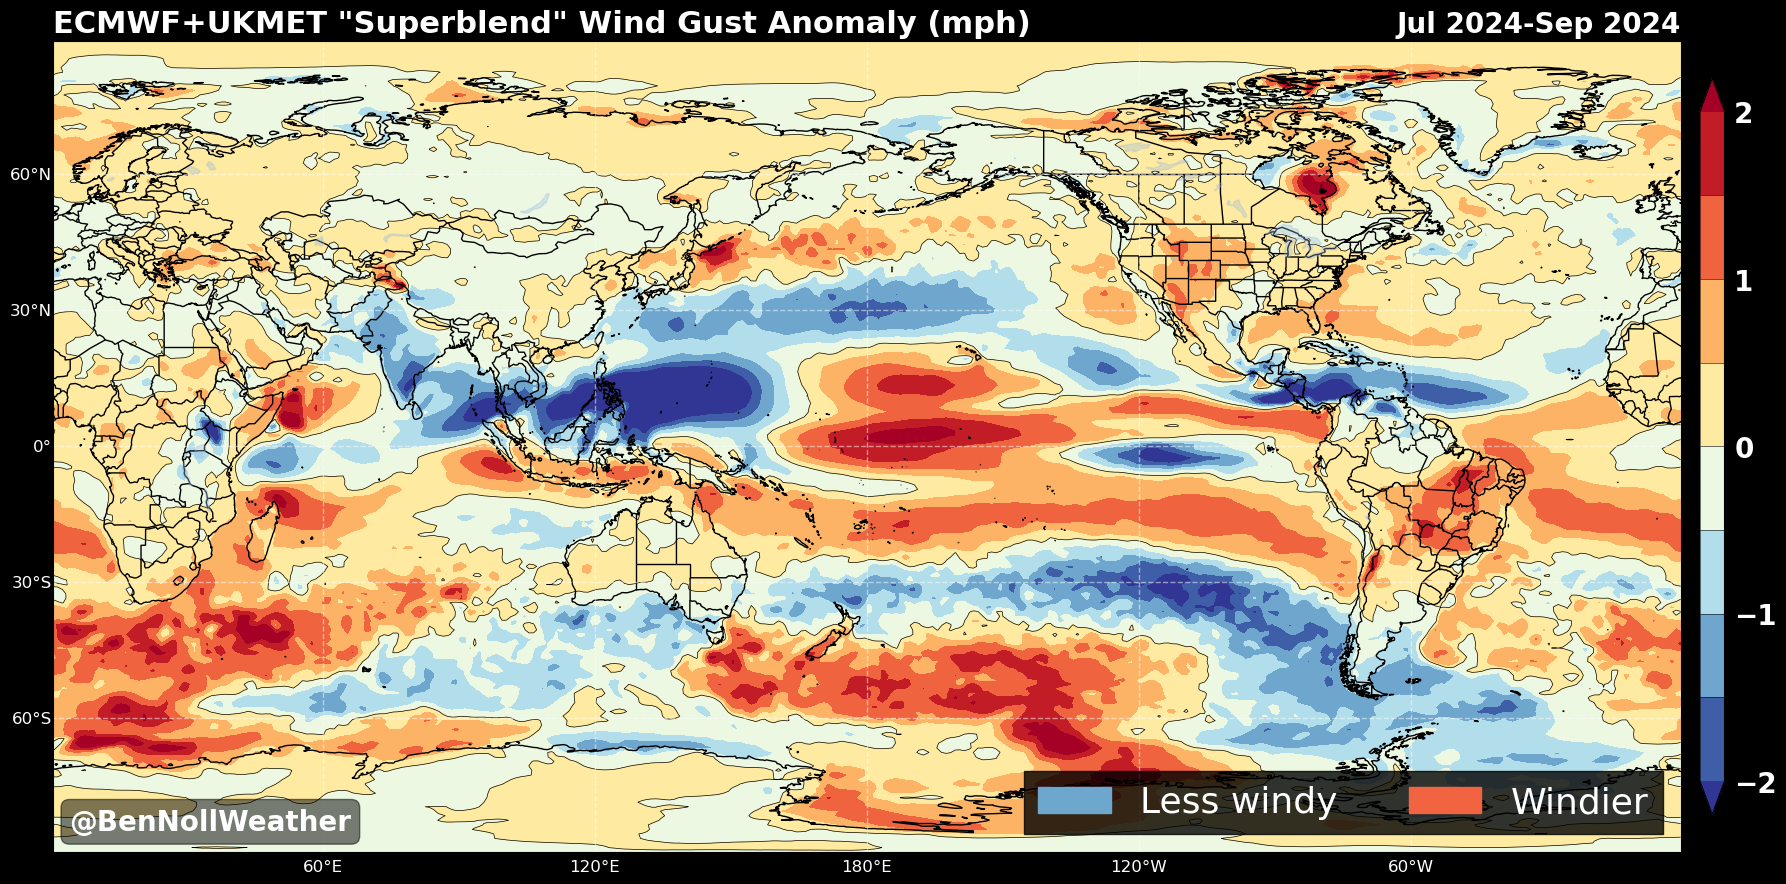 ECMWF+UKMET "Superblend" Wind Gust Anomaly (mph)
Jul 2024-Sep 2024
60°N
30°N
0°
30°S
60°S
60°E
120°E
180°E
120°W
60°W
2
1
0
−1
−2
@BenNollWeather
Less windy
Windier